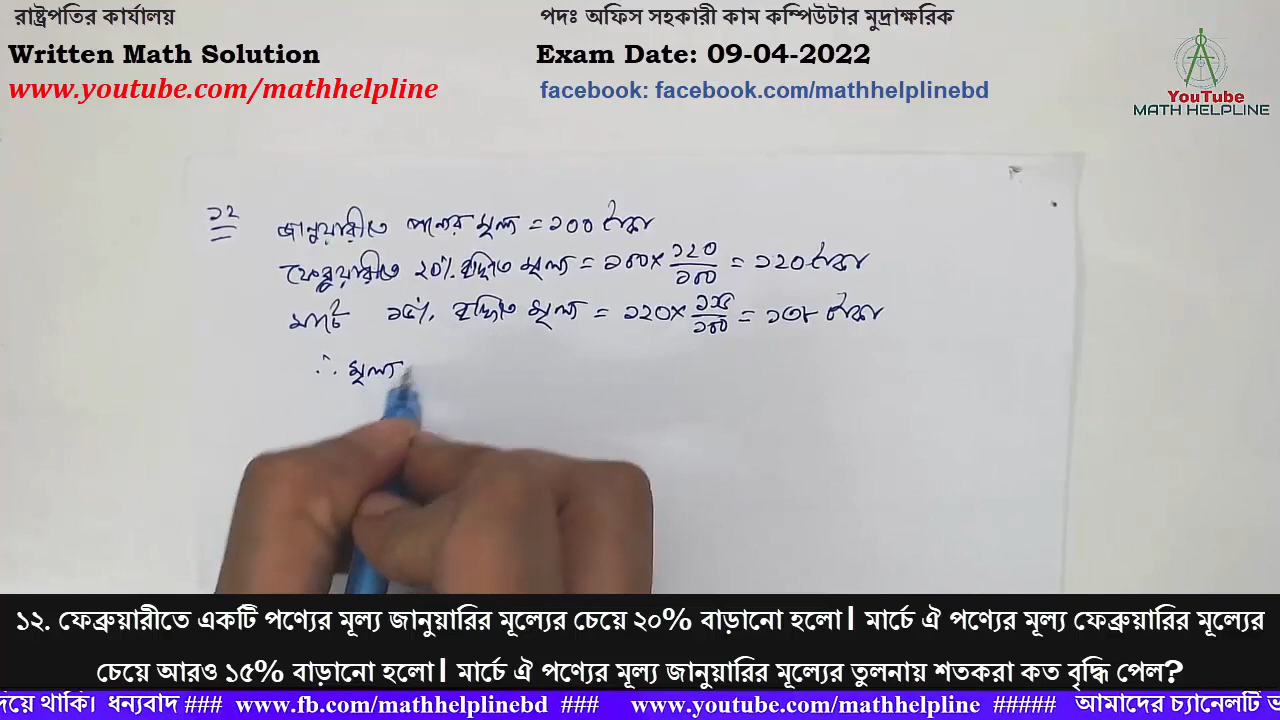 রাষ্ট্রপতির কার্যালয়
পদঃ অফিস সহকারী কাম কম্পিউটার মুদ্রাক্ষরিক
Written Math Solution
Exam Date: 09-04-2022
www.youtube.com/mathhelpline
facebook: facebook.com/mathhelplinebd
YouTube
MATH HELPLINE
১২
জানুয়ারীতে পন্যের মূল্য = ১০০ টাকা
ফেব্রুয়ারীতে ২০% বৃদ্ধিতে মূল্য = ১০০ × ১২০/১০০ = ১২০ টাকা
মার্চে ১৫% বৃদ্ধিতে মূল্য = ১২০ × ১১৫/১০০ = ১৩৮ টাকা
∴ মূল্য
১২. ফেব্রুয়ারীতে একটি পণ্যের মূল্য জানুয়ারির মূল্যের চেয়ে ২০% বাড়ানো হলো। মার্চে ঐ পণ্যের মূল্য ফেব্রুয়ারির মূল্যের
চেয়ে আরও ১৫% বাড়ানো হলো। মার্চে ঐ পণ্যের মূল্য জানুয়ারির মূল্যের তুলনায় শতকরা কত বৃদ্ধি পেল?
দিয়ে থাকি। ধন্যবাদ ### www.fb.com/mathhelplinebd ### www.youtube.com/mathhelpline ##### আমাদের চ্যানেলটি